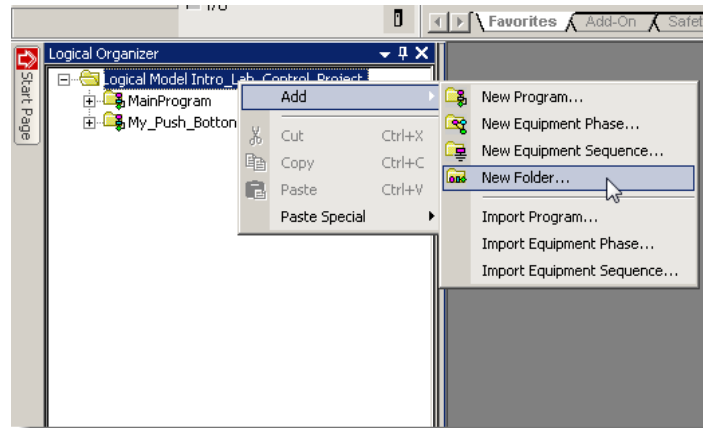 I/O
Favorites Add-On Safet
Logical Organizer
Start Page
Logical Model Intro_Lab_Control_Project
MainProgram
My_Push_Botton
Add
Cut Ctrl+X
Copy Ctrl+C
Paste Ctrl+V
Paste Special
New Program...
New Equipment Phase...
New Equipment Sequence...
New Folder...
Import Program...
Import Equipment Phase...
Import Equipment Sequence...